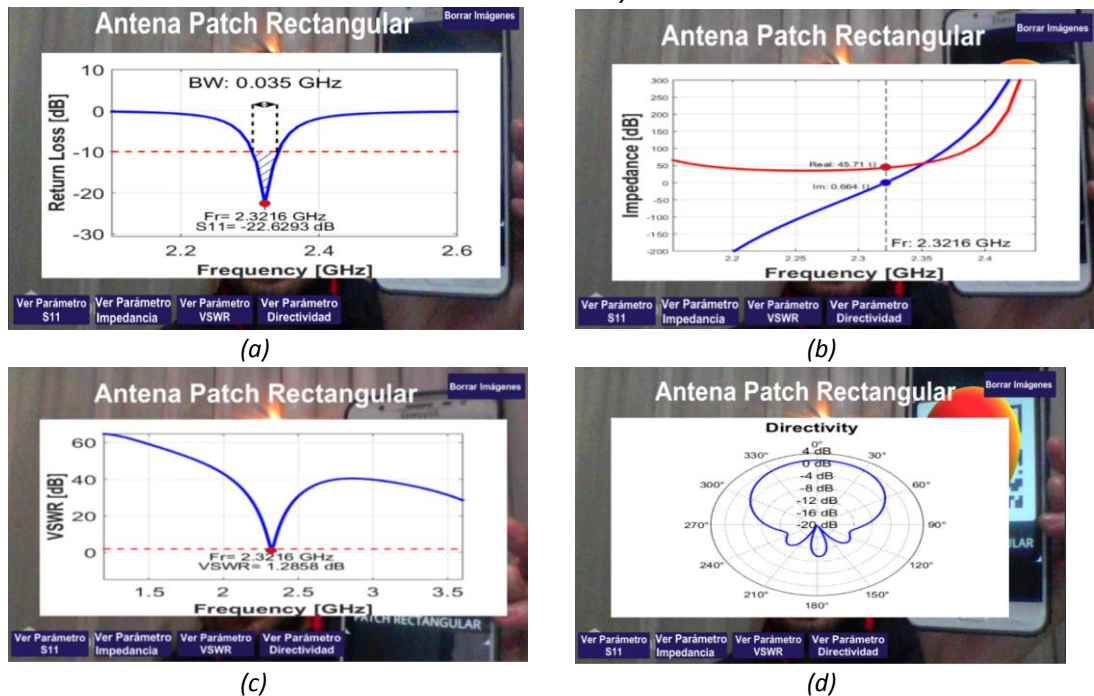 Antena Patch Rectangular
Borrar Imágenes
BW: 0.035 GHz
Return Loss [dB]
10
0
-10
-20
-30
Fr= 2.3216 GHz
S11= -22.6293 dB
2.2
2.4
2.6
Frequency [GHz]
Ver Parámetro
S11
Ver Parámetro
Impedancia
Ver Parámetro
VSWR
Ver Parámetro
Directividad
(a)
Antena Patch Rectangular
Borrar Imágenes
Impedance [dB]
300
250
200
150
100
50
0
-50
-100
-150
-200
Real: 45.71 Ω
Im: 0.664 Ω
Fr: 2.3216 GHz
2.2
2.25
2.3
2.35
2.4
Frequency [GHz]
Ver Parámetro
S11
Ver Parámetro
Impedancia
Ver Parámetro
VSWR
Ver Parámetro
Directividad
(b)
Antena Patch Rectangular
Borrar Imágenes
VSWR [dB]
60
40
20
0
Fr= 2.3216 GHz
VSWR= 1.2858 dB
1.5
2
2.5
3
3.5
Frequency [GHz]
PATCH RECTANGULAR
Ver Parámetro
S11
Ver Parámetro
Impedancia
Ver Parámetro
VSWR
Ver Parámetro
Directividad
(c)
Antena Patch Rectangular
Borrar Imágenes
Directivity
0°
30°
60°
90°
120°
150°
180°
210°
240°
270°
300°
330°
4 dB
0 dB
-4 dB
-8 dB
-12 dB
-16 dB
-20 dB
Ver Parámetro
S11
Ver Parámetro
Impedancia
Ver Parámetro
VSWR
Ver Parámetro
Directividad
(d)